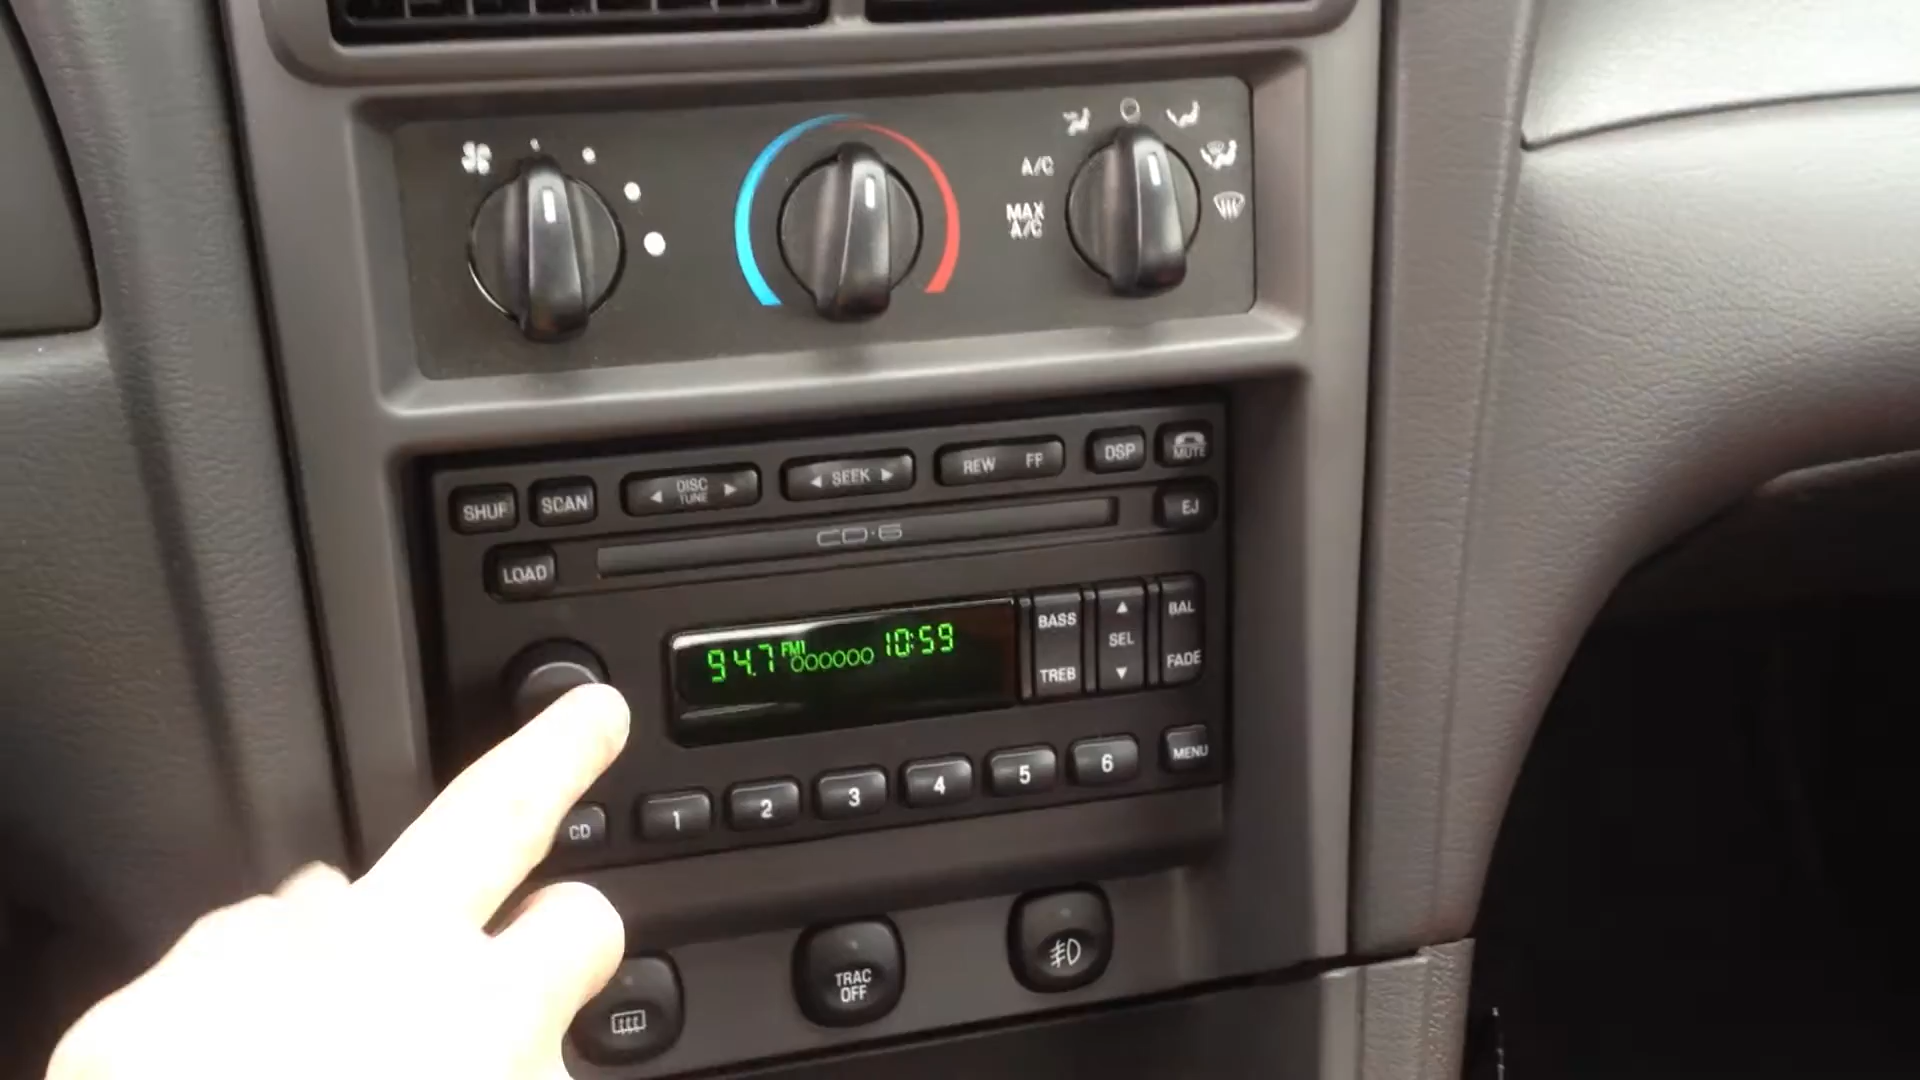 A/C
MAX
A/C
SHUF
SCAN
DISC
TUNE
SEEK
REW FF
DSP
MUTE
LOAD
CD·6
EJ
94.7 FM1 000000 10:59
BASS
TREB
SEL
BAL
FADE
CD
1
2
3
4
5
6
MENU
TRAC
OFF